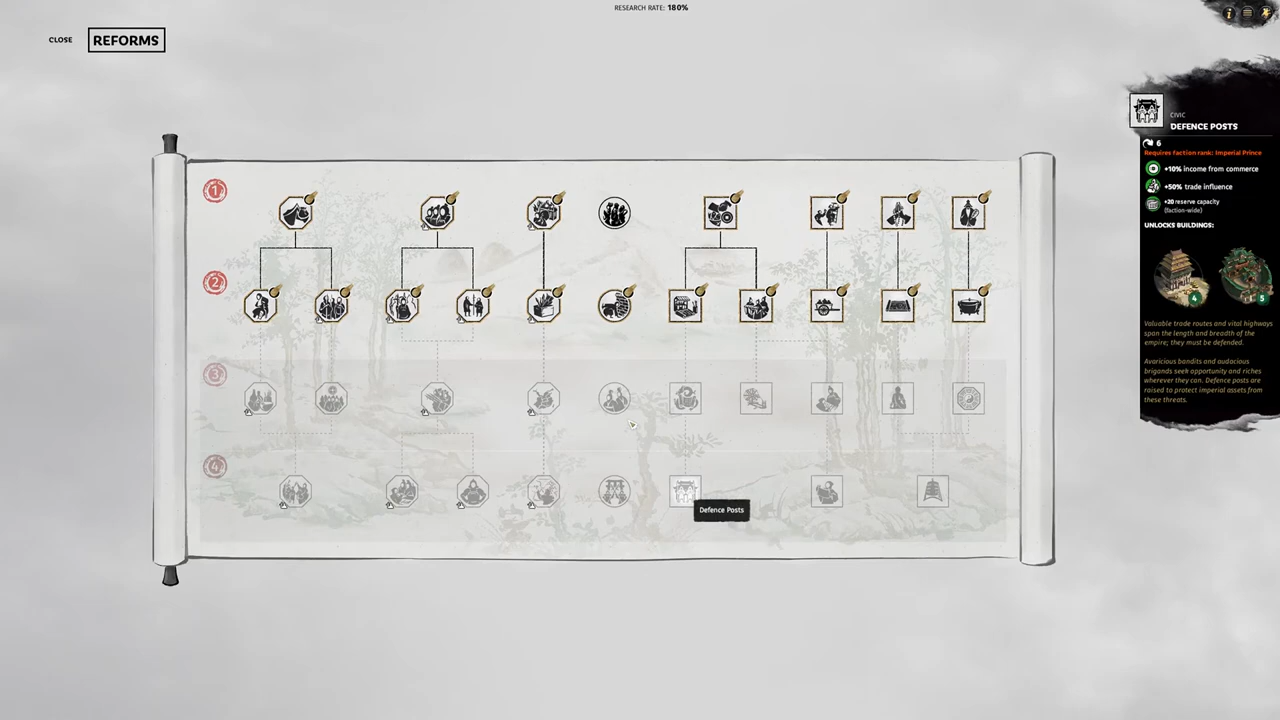 RESEARCH RATE: 180%
CLOSE
REFORMS
1
2
3
4
Defence Posts
CIVIC
DEFENCE POSTS
6
Requires faction rank: Imperial Prince
+10% income from commerce
+50% trade influence
+20 reserve capacity
(faction-wide)
UNLOCKS BUILDINGS:
4
5
Valuable trade routes and vital highways
span the length and breadth of the
empire; they must be defended.
Avaricious bandits and audacious
brigands seek opportunity and riches
wherever they can. Defence posts are
raised to protect imperial assets from
these threats.